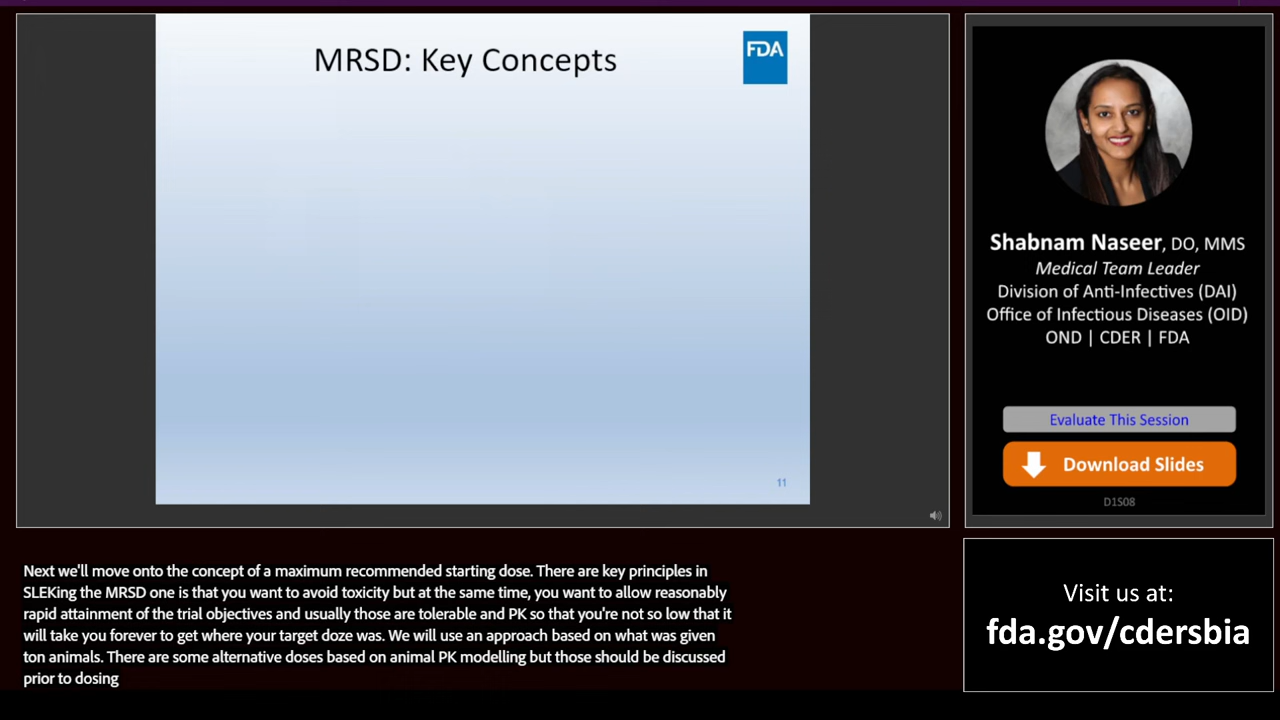 MRSD: Key Concepts
FDA
11
Shabnam Naseer, DO, MMS
Medical Team Leader
Division of Anti-Infectives (DAI)
Office of Infectious Diseases (OID)
OND | CDER | FDA
Evaluate This Session
Download Slides
D1S08
Next we'll move onto the concept of a maximum recommended starting dose. There are key principles in
SLEKing the MRSD one is that you want to avoid toxicity but at the same time, you want to allow reasonably
rapid attainment of the trial objectives and usually those are tolerable and PK so that you're not so low that it
will take you forever to get where your target doze was. We will use an approach based on what was given
ton animals. There are some alternative doses based on animal PK modelling but those should be discussed
prior to dosing
Visit us at:
fda.gov/cdersbia